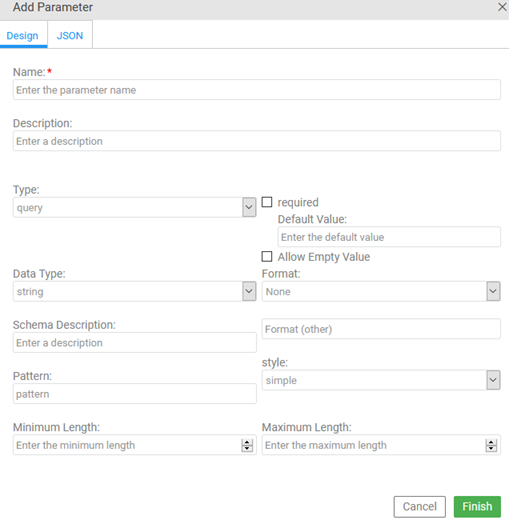 Add Parameter
Design JSON
Name: *
Enter the parameter name
Description:
Enter a description
Type:
query
required
Default Value:
Enter the default value
Allow Empty Value
Data Type: Format:
string None
Schema Description:
Enter a description
Format (other)
style:
simple
Pattern:
pattern
Minimum Length: Maximum Length:
Enter the minimum length Enter the maximum length
Cancel Finish